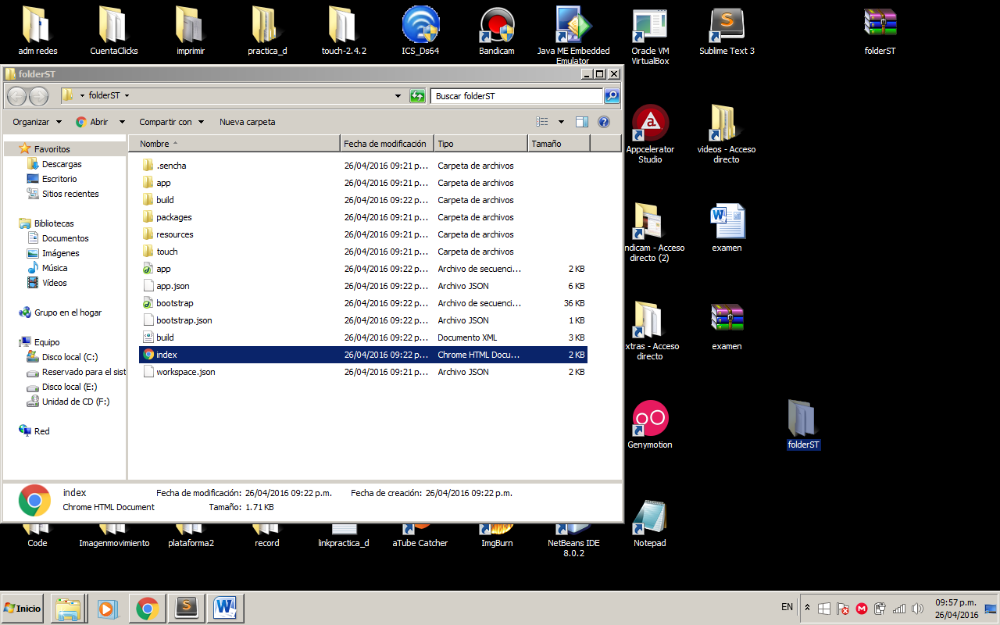 adm redes
CuentaClicks
imprimir
practica_d
touch-2.4.2
ICS_Ds64
Bandicam
Java ME Embedded
Emulator
Oracle VM
VirtualBox
Sublime Text 3
folderST
folderST
folderST
Buscar folderST
Organizar
Abrir
Compartir con
Nueva carpeta
Favoritos
Descargas
Escritorio
Sitios recientes
Bibliotecas
Documentos
Imágenes
Música
Vídeos
Grupo en el hogar
Equipo
Disco local (C:)
Reservado para el sist
Disco local (E:)
Unidad de CD (F:)
Red
Nombre Fecha de modificación Tipo Tamaño
.sencha 26/04/2016 09:21 p... Carpeta de archivos
app 26/04/2016 09:21 p... Carpeta de archivos
build 26/04/2016 09:22 p... Carpeta de archivos
packages 26/04/2016 09:21 p... Carpeta de archivos
resources 26/04/2016 09:21 p... Carpeta de archivos
touch 26/04/2016 09:21 p... Carpeta de archivos
app 26/04/2016 09:22 p... Archivo de secuenci... 2 KB
app.json 26/04/2016 09:22 p... Archivo JSON 6 KB
bootstrap 26/04/2016 09:22 p... Archivo de secuenci... 36 KB
bootstrap.json 26/04/2016 09:22 p... Archivo JSON 1 KB
build 26/04/2016 09:22 p... Documento XML 3 KB
index 26/04/2016 09:22 p... Chrome HTML Docu... 2 KB
workspace.json 26/04/2016 09:21 p... Archivo JSON 2 KB
index Fecha de modificación: 26/04/2016 09:22 p.m. Fecha de creación: 26/04/2016 09:22 p.m.
Chrome HTML Document Tamaño: 1.71 KB
Appcelerator
Studio
videos - Acceso
directo
ndicam - Acceso
directo (2)
examen
xtras - Acceso
directo
examen
Genymotion
folderST
Code
Imagenmovimiento
plataforma2
record
linkpractica_d
aTube Catcher
ImgBurn
NetBeans IDE
8.0.2
Notepad
Inicio
EN
09:57 p.m.
26/04/2016